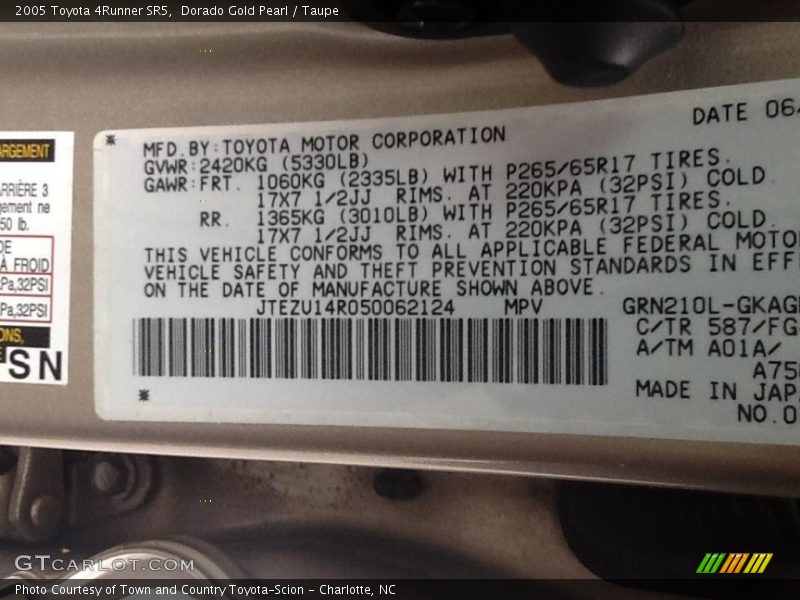 2005 Toyota 4Runner SR5, Dorado Gold Pearl / Taupe
DATE 06
* MFD. BY: TOYOTA MOTOR CORPORATION
GVWR: 2420KG (5330LB)
GAWR: FRT. 1060KG (2335LB) WITH P265/65R17 TIRES.
17X7 1/2JJ RIMS. AT 220KPA (32PSI) COLD
RR. 1365KG (3010LB) WITH P265/65R17 TIRES.
17X7 1/2JJ RIMS. AT 220KPA (32PSI) COLD.
THIS VEHICLE CONFORMS TO ALL APPLICABLE FEDERAL MOTO
VEHICLE SAFETY AND THEFT PREVENTION STANDARDS IN EFF
ON THE DATE OF MANUFACTURE SHOWN ABOVE.
JTEZU14R050062124 MPV GRN210L-GKAG
C/TR 587/FG
A/TM A01A/
A75
MADE IN JAP
NO. 0
*
ARGEMENT
ARRIÈRE 3
gement ne
50 lb.
DE
À FROID
Pa,32PSI
Pa,32PSI
ONS,
SN
GTcarlot.com
Photo Courtesy of Town and Country Toyota-Scion - Charlotte, NC